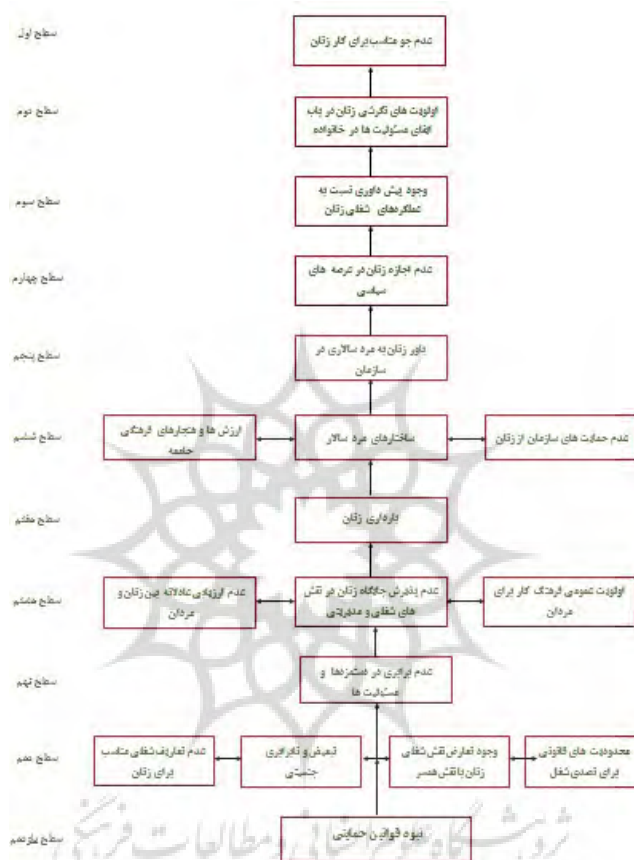 سطح اول
عدم جو مناسب برای کار زنان
سطح دوم
اولویت های نگرشی زنان در باب
ایفای مسئولیت ها در خانواده
سطح سوم
وجود پیش داوری نسبت به
عملکردهای شغلی زنان
سطح چهارم
عدم اجازه زنان در عرصه های
سیاسی
سطح پنجم
باور زنان به مرد سالاری در
سازمان
سطح ششم
عدم حمایت های سازمان از زنان
ساختارهای مرد سالار
ارزش ها و هنجارهای فرهنگی
جامعه
سطح هفتم
بارداری زنان
سطح هشتم
اولویت عمومی فرهنگ کار برای
مردان
عدم پذیرش جایگاه زنان در نقش
های شغلی و مدیریتی
عدم ارزیابی عادلانه بین زنان و
مردان
سطح نهم
عدم برابری در دستمزدها و
مسئولیت ها
سطح دهم
محدودیت های قانونی
برای تصدی شغل
وجود تعارض نقش شغلی
زنان با نقش همسر
تبعیض و نابرابری
جنسیتی
عدم تعاریف شغلی مناسب
برای زنان
سطح یازدهم
نبود قوانین حمایتی
پژوهشگاه علوم انسانی و مطالعات فرهنگی